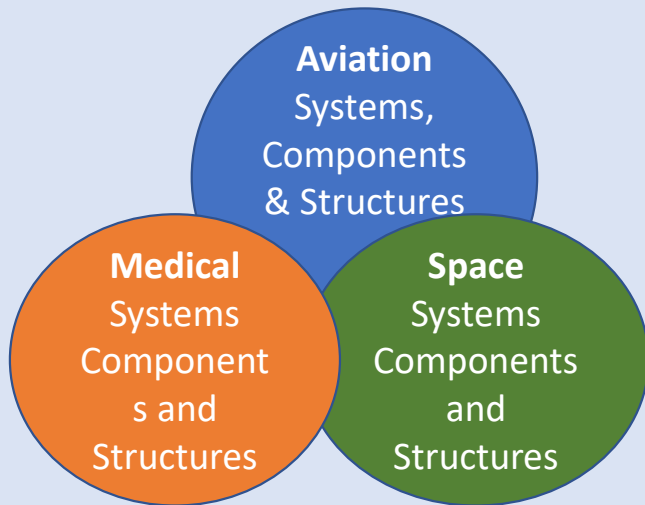 Aviation
Systems,
Components
& Structures
Medical
Systems
Component
s and
Structures
Space
Systems
Components
and
Structures